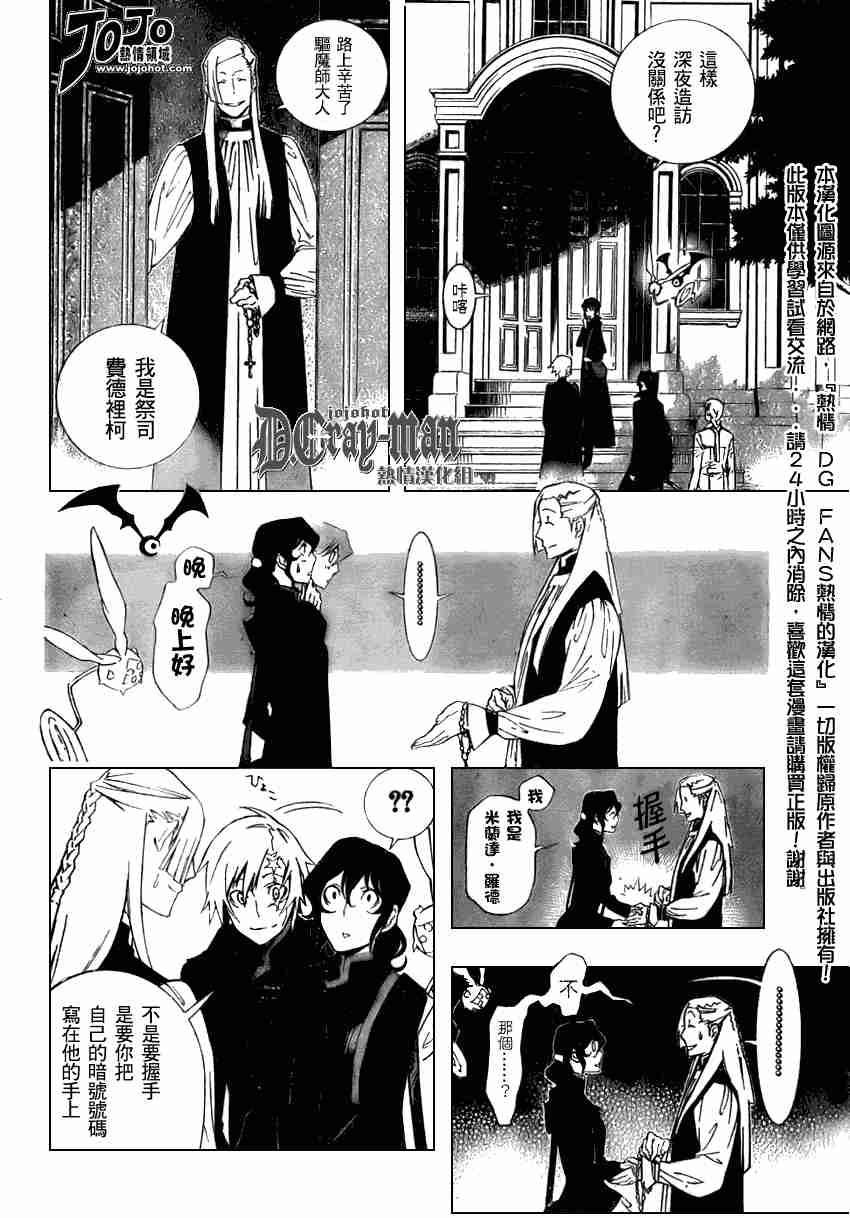 JOJO
熱情領域
www.jojohot.com
這樣
深夜造訪
沒關係吧？
咔喀
路上辛苦了
驅魔師大人
我是祭司
費德裡柯
jojohot
DGray-man
熱情漢化組
…………
晚
晚上好
握手
我
我是
米蘭達・羅德
??
ひょこ
不是要握手
是要你把
自己的暗號號碼
寫在他的手上
…………
不
那個……？
本漢化圖源來自於網路．『熱情—DG FANS熱情的漢化』一切版權歸原作者與出版社擁有！
此版本僅供學習試看交流！．．請24小時之內消除．喜歡這套漫畫請購買正版！謝謝